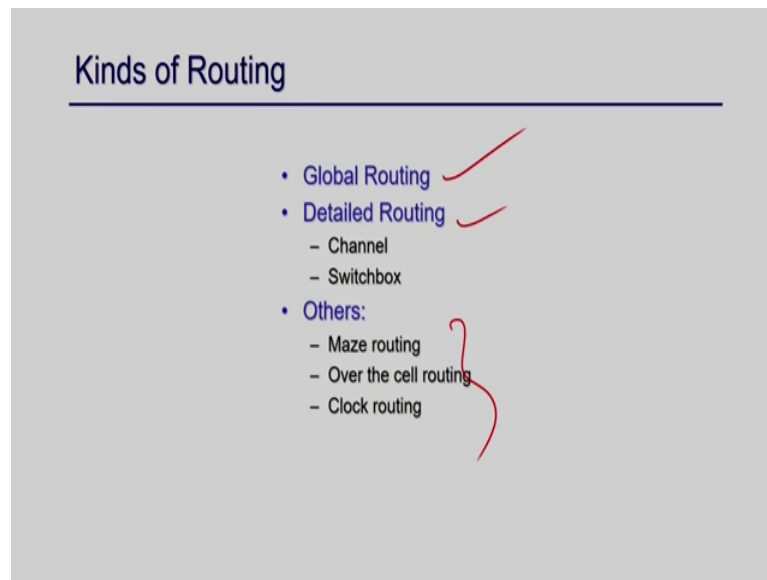 Kinds of Routing
• Global Routing
• Detailed Routing
– Channel
– Switchbox
• Others:
– Maze routing
– Over the cell routing
– Clock routing